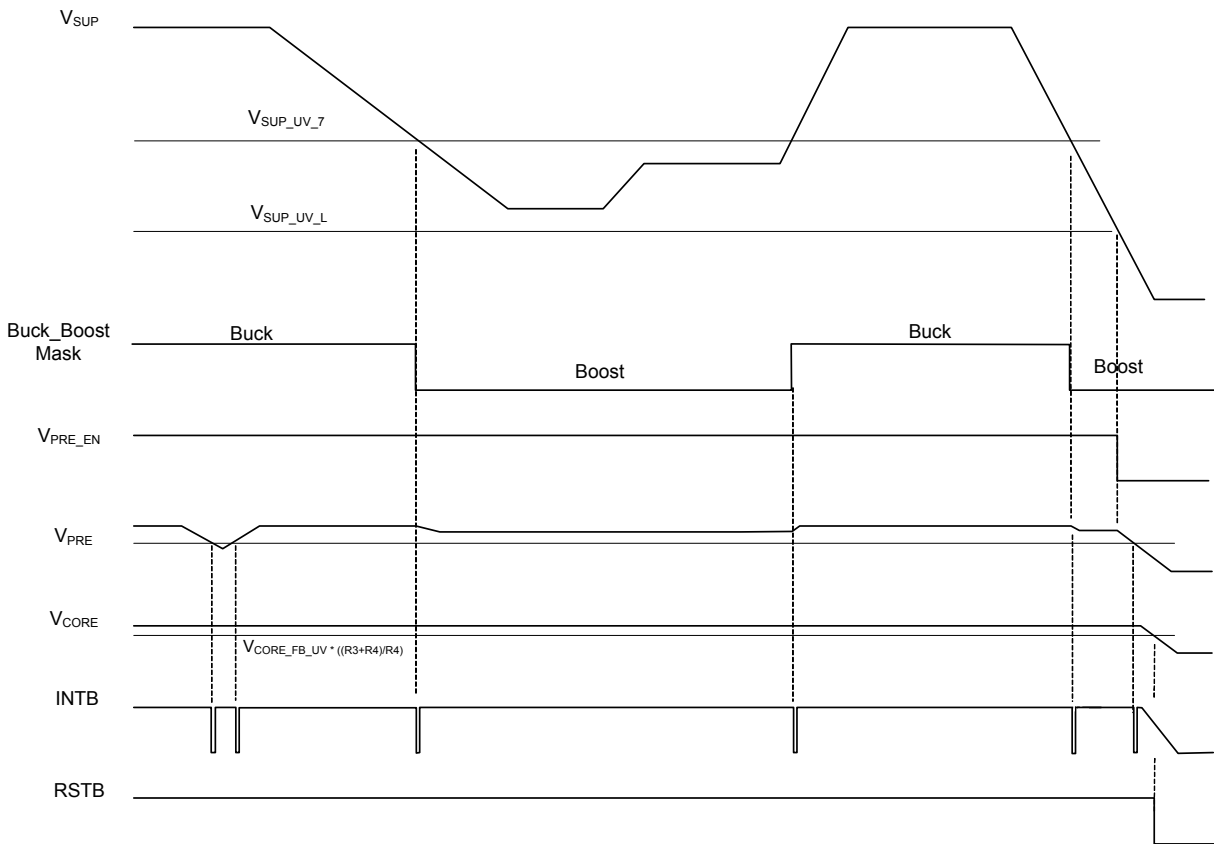 VSUP
VSUP_UV_7
VSUP_UV_L
Buck_Boost
Mask
Buck
Boost
Buck
Boost
VPRE_EN
VPRE
VCORE
VCORE_FB_UV * ((R3+R4)/R4)
INTB
RSTB